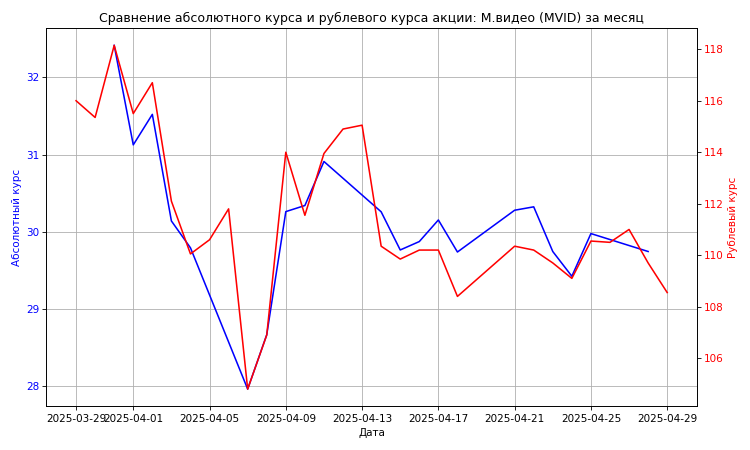 Сравнение абсолютного курса и рублевого курса акции: М.видео (MVID) за месяц
32
31
30
29
28
Абсолютный курс
118
116
114
112
110
108
106
Рублевый курс
2025-03-29 2025-04-01 2025-04-05 2025-04-09 2025-04-13 2025-04-17 2025-04-21 2025-04-25 2025-04-29
Дата